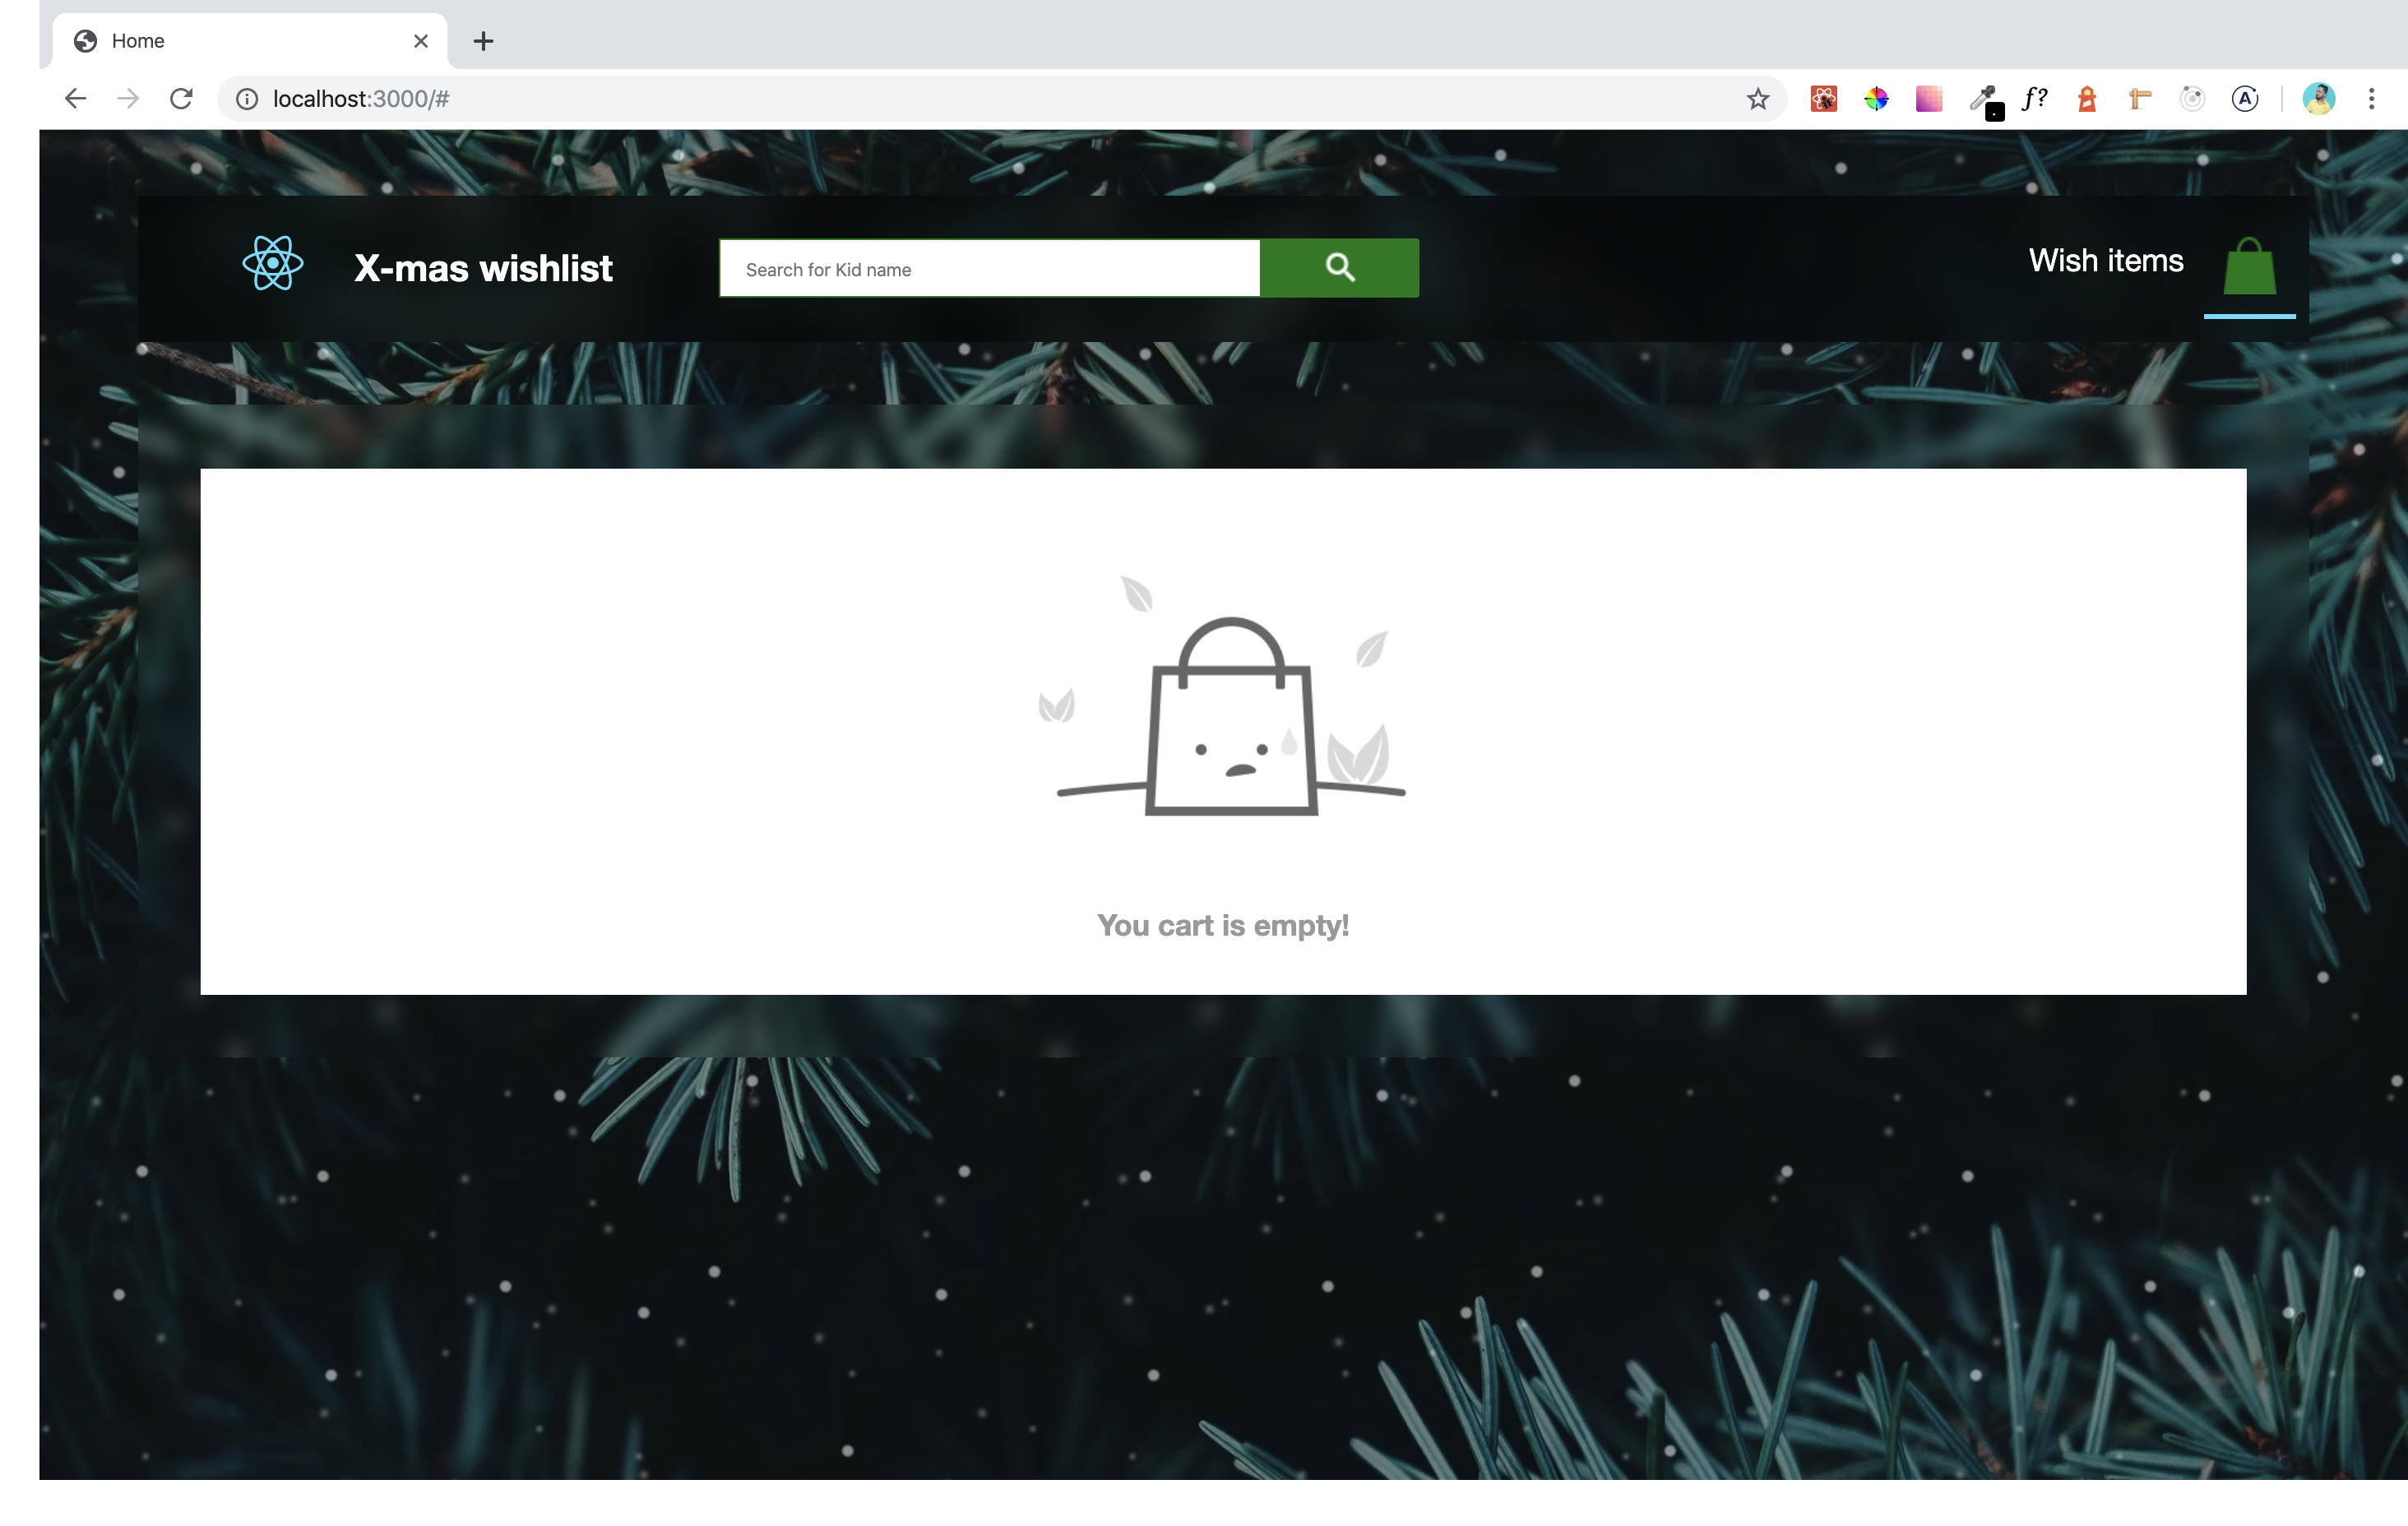 Home
localhost:3000/#
f?
A
X-mas wishlist
Search for Kid name
Wish items
You cart is empty!